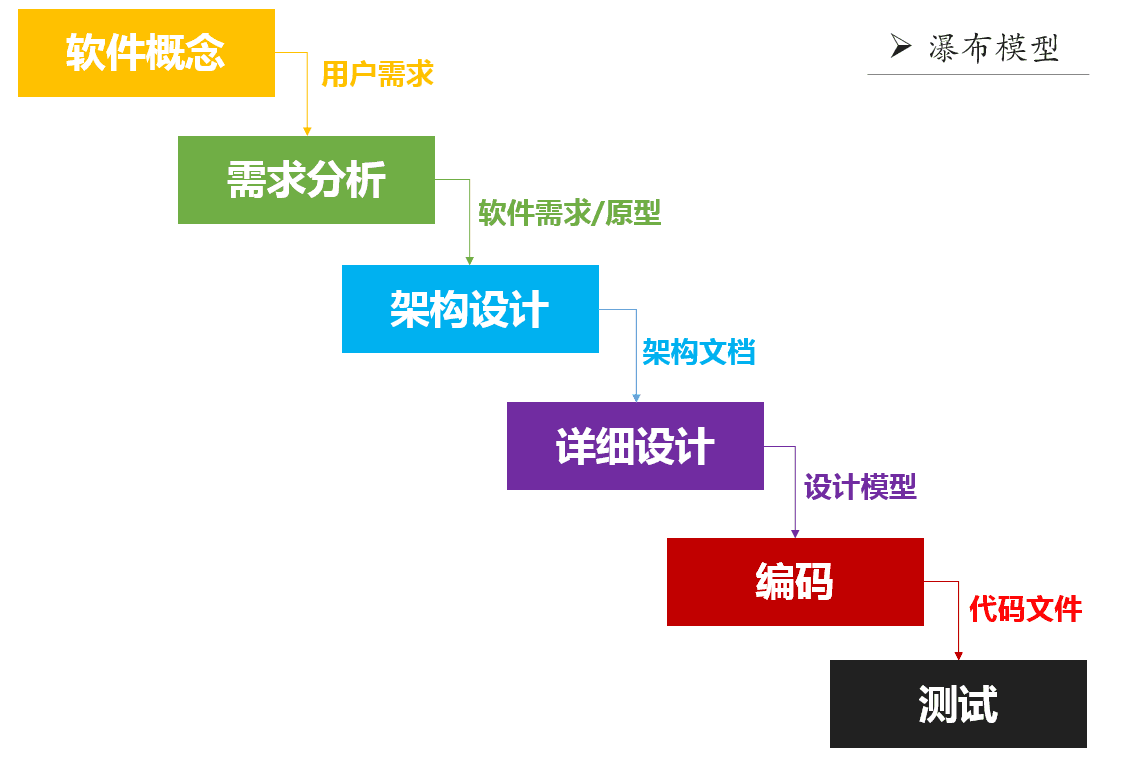 软件概念
➢ 瀑布模型
用户需求
需求分析
软件需求/原型
架构设计
架构文档
详细设计
设计模型
编码
代码文件
测试